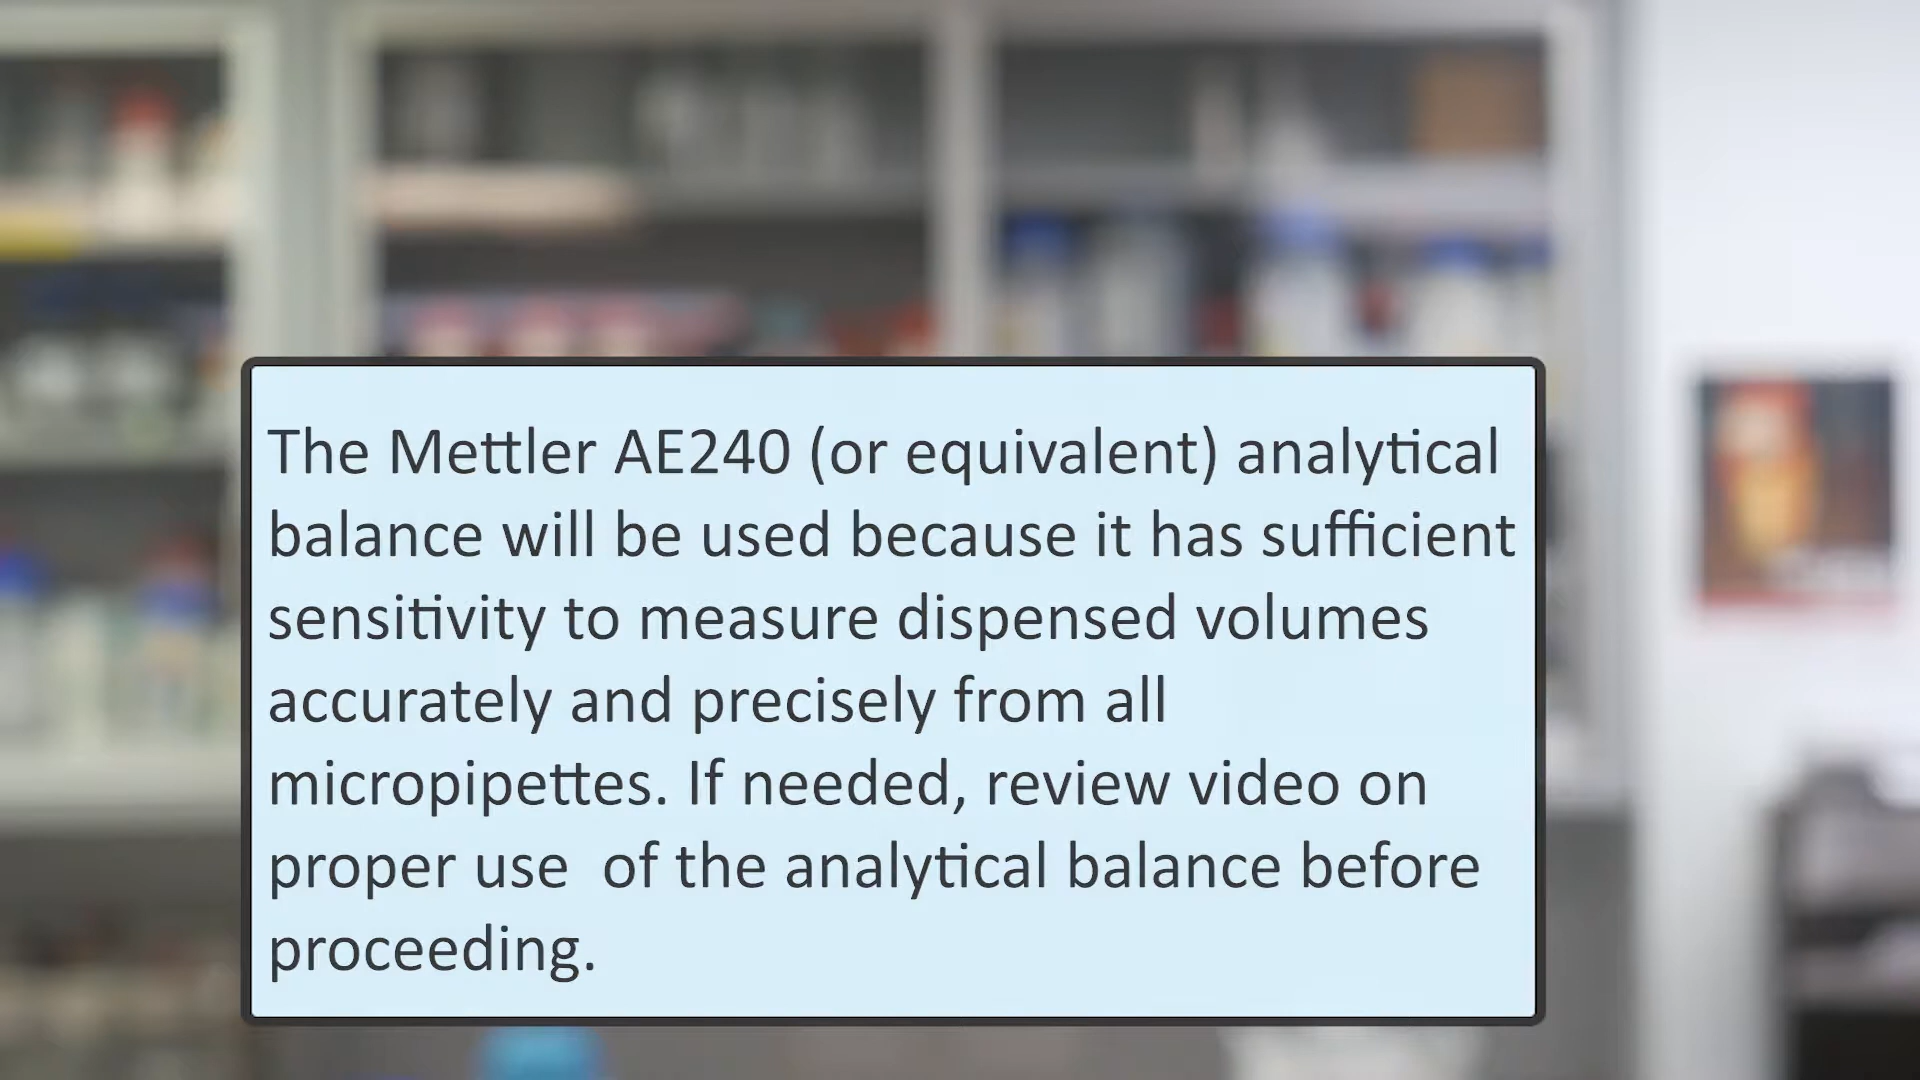 The Mettler AE240 (or equivalent) analytical
balance will be used because it has sufficient
sensitivity to measure dispensed volumes
accurately and precisely from all
micropipettes. If needed, review video on
proper use  of the analytical balance before
proceeding.